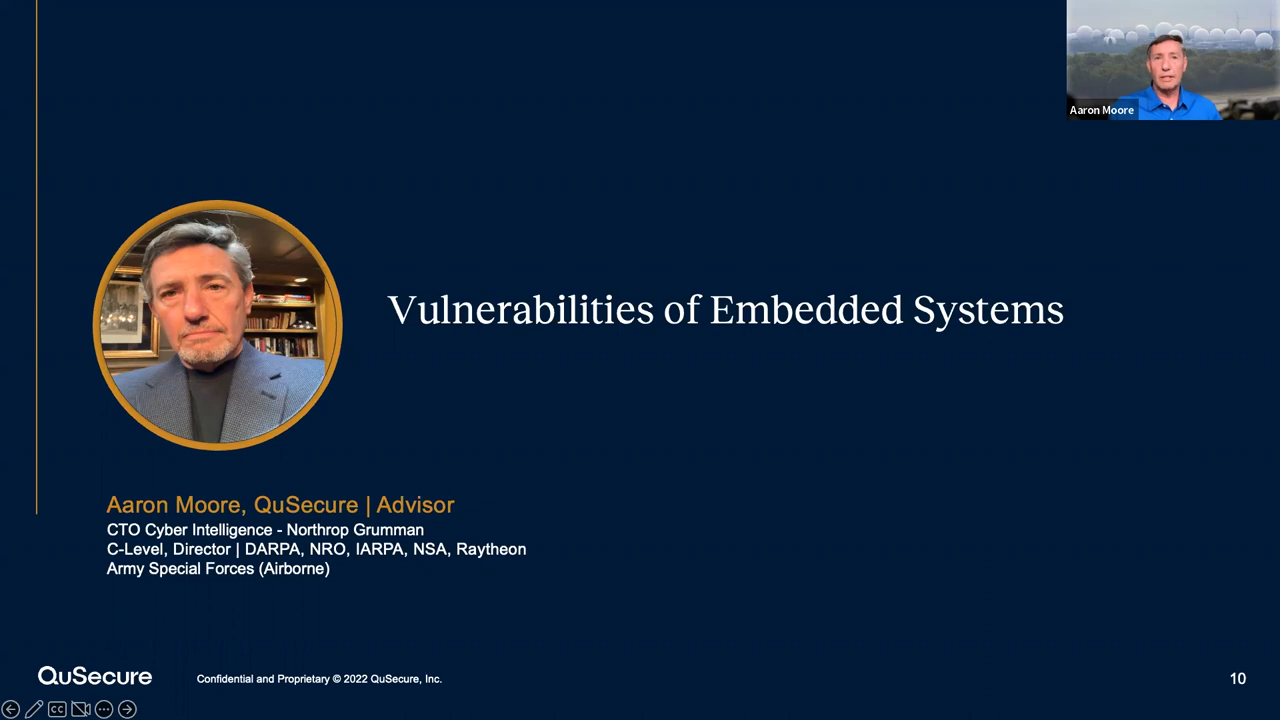 Aaron Moore
Vulnerabilities of Embedded Systems
Aaron Moore, QuSecure | Advisor
CTO Cyber Intelligence - Northrop Grumman
C-Level, Director | DARPA, NRO, IARPA, NSA, Raytheon
Army Special Forces (Airborne)
QuSecure
Confidential and Proprietary © 2022 QuSecure, Inc.
10
CC